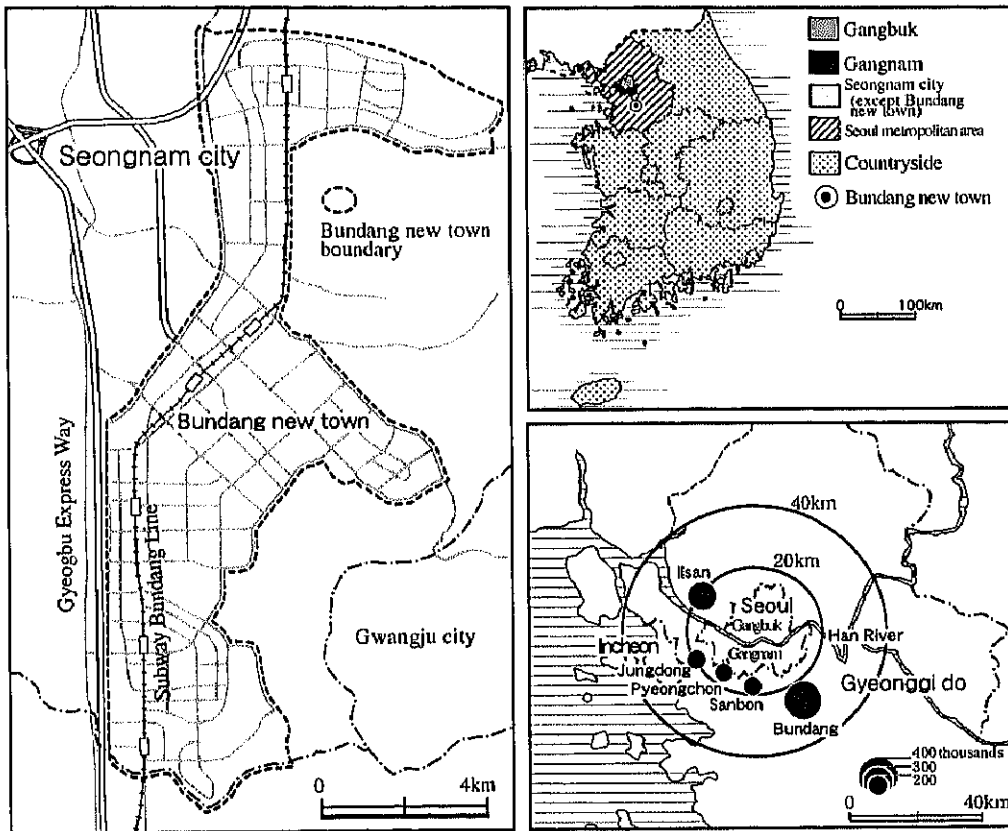 Seongnam city
Bundang new town
boundary
Bundang new town
Gyeogbu Express Way
Subway Bundang Line
Gwangju city
0 4km
Gangbuk
Gangnam
Seongnam city
(except Bundang
new town)
Seoul metropolitan area
Countryside
Bundang new town
0 100km
40km
20km
Ilsan
Seoul
Gangbuk
Han River
Incheon
Gangnam
Jungdong
Gyeonggi do
Pyeongchon
Sanbon
Bundang
400 thousands
300
200
0 40km